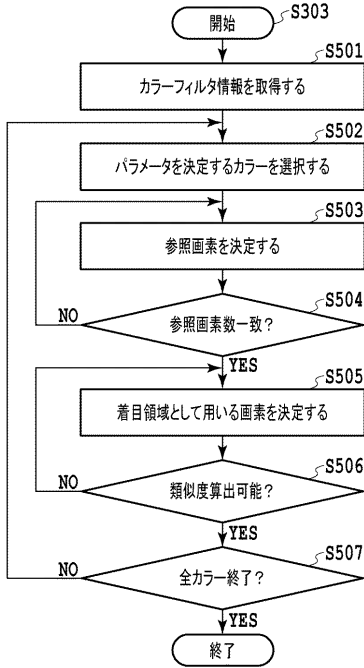 開始
S303
S501
カラーフィルタ情報を取得する
S502
パラメータを決定するカラーを選択する
S503
参照画素を決定する
S504
参照画素数一致?
NO
YES
S505
着目領域として用いる画素を決定する
S506
類似度算出可能?
NO
YES
S507
全カラー終了?
NO
YES
終了